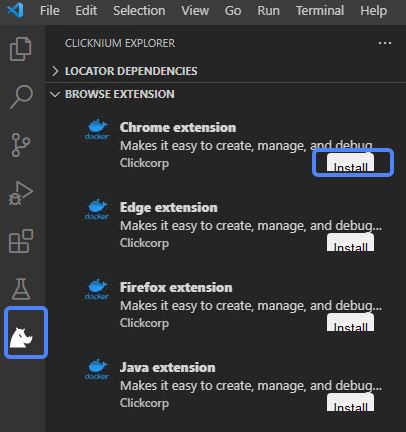 File Edit View Go Run Terminal Help
CLICKNIUM EXPLORER
LOCATOR DEPENDENCIES
BROWSE EXTENSION
docker
Chrome extension
Makes it easy to create, manage, and debug...
Clickcorp
Install
docker
Edge extension
Makes it easy to create, manage, and debug...
Clickcorp
Install
docker
Firefox extension
Makes it easy to create, manage, and debug...
Clickcorp
Install
docker
Java extension
Makes it easy to create, manage, and debug...
Clickcorp
Install